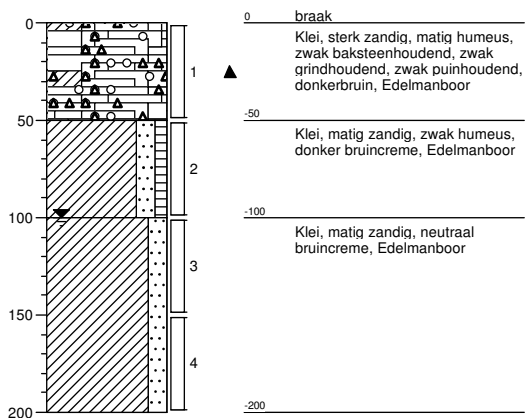 0
50
100
150
200
1
2
3
4
0
braak
Klei, sterk zandig, matig humeus,
zwak baksteenhoudend, zwak
grindhoudend, zwak puinhoudend,
donkerbruin, Edelmanboor
-50
Klei, matig zandig, zwak humeus,
donker bruincreme, Edelmanboor
-100
Klei, matig zandig, neutraal
bruincreme, Edelmanboor
-200